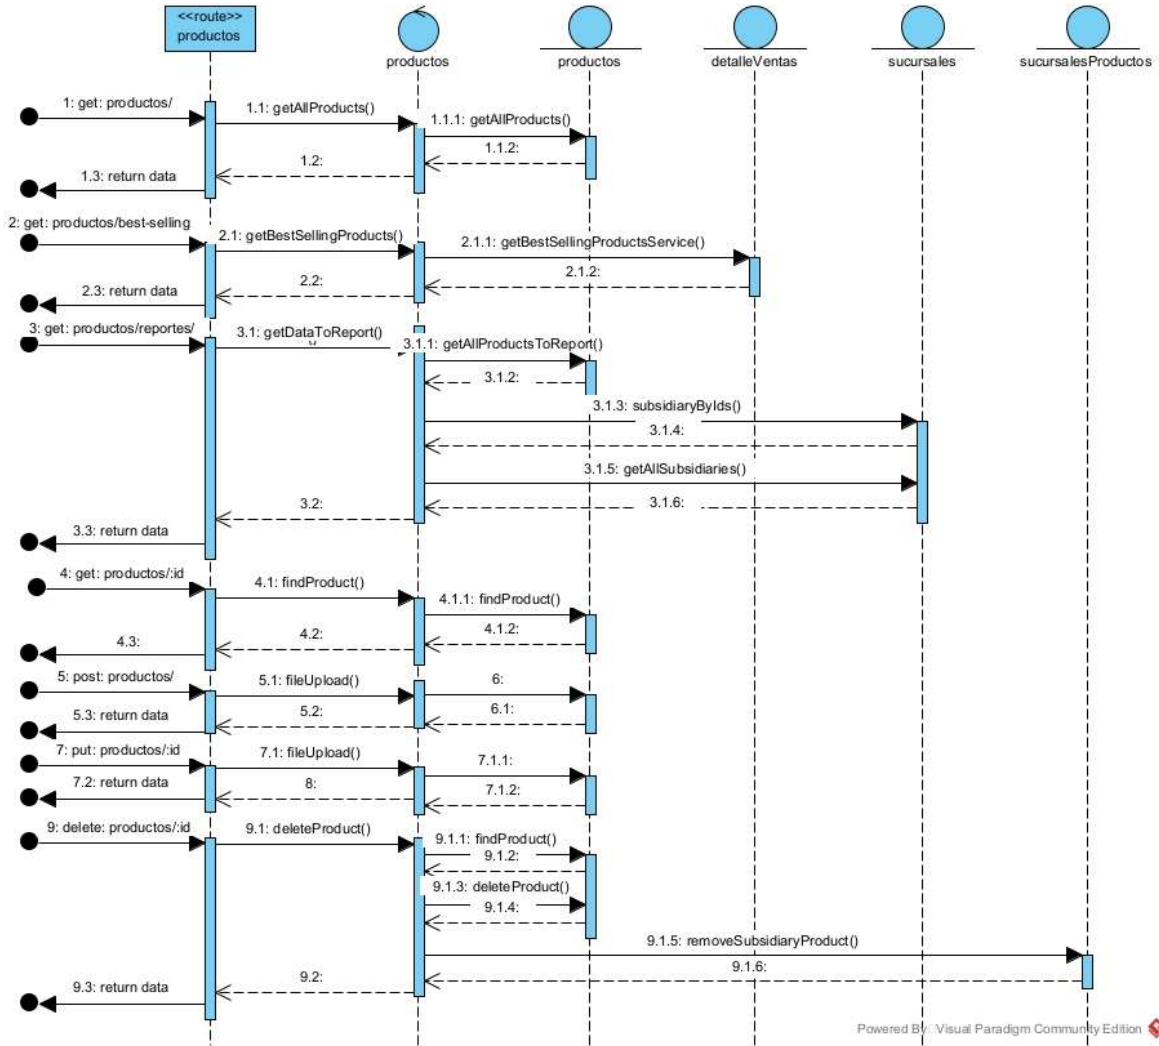 <<route>>
productos
productos
productos
detalleVentas
sucursales
sucursalesProductos
1: get: productos/
1.1: getAllProducts()
1.1.1: getAllProducts()
1.1.2:
1.2:
1.3: return data
2: get: productos/best-selling
2.1: getBestSellingProducts()
2.1.1: getBestSellingProductsService()
2.1.2:
2.2:
2.3: return data
3: get: productos/reportes/
3.1: getDataToReport()
3.1.1: getAllProductsToReport()
3.1.2:
3.1.3: subsidiaryByIds()
3.1.4:
3.1.5: getAllSubsidiaries()
3.1.6:
3.2:
3.3: return data
4: get: productos/:id
4.1: findProduct()
4.1.1: findProduct()
4.1.2:
4.2:
4.3:
5: post: productos/
5.1: fileUpload()
6:
6.1:
5.2:
5.3: return data
7: put: productos/:id
7.1: fileUpload()
7.1.1:
7.1.2:
8:
7.2: return data
9: delete: productos/:id
9.1: deleteProduct()
9.1.1: findProduct()
9.1.2:
9.1.3: deleteProduct()
9.1.4:
9.1.5: removeSubsidiaryProduct()
9.1.6:
9.2:
9.3: return data
Powered By Visual Paradigm Community Edition